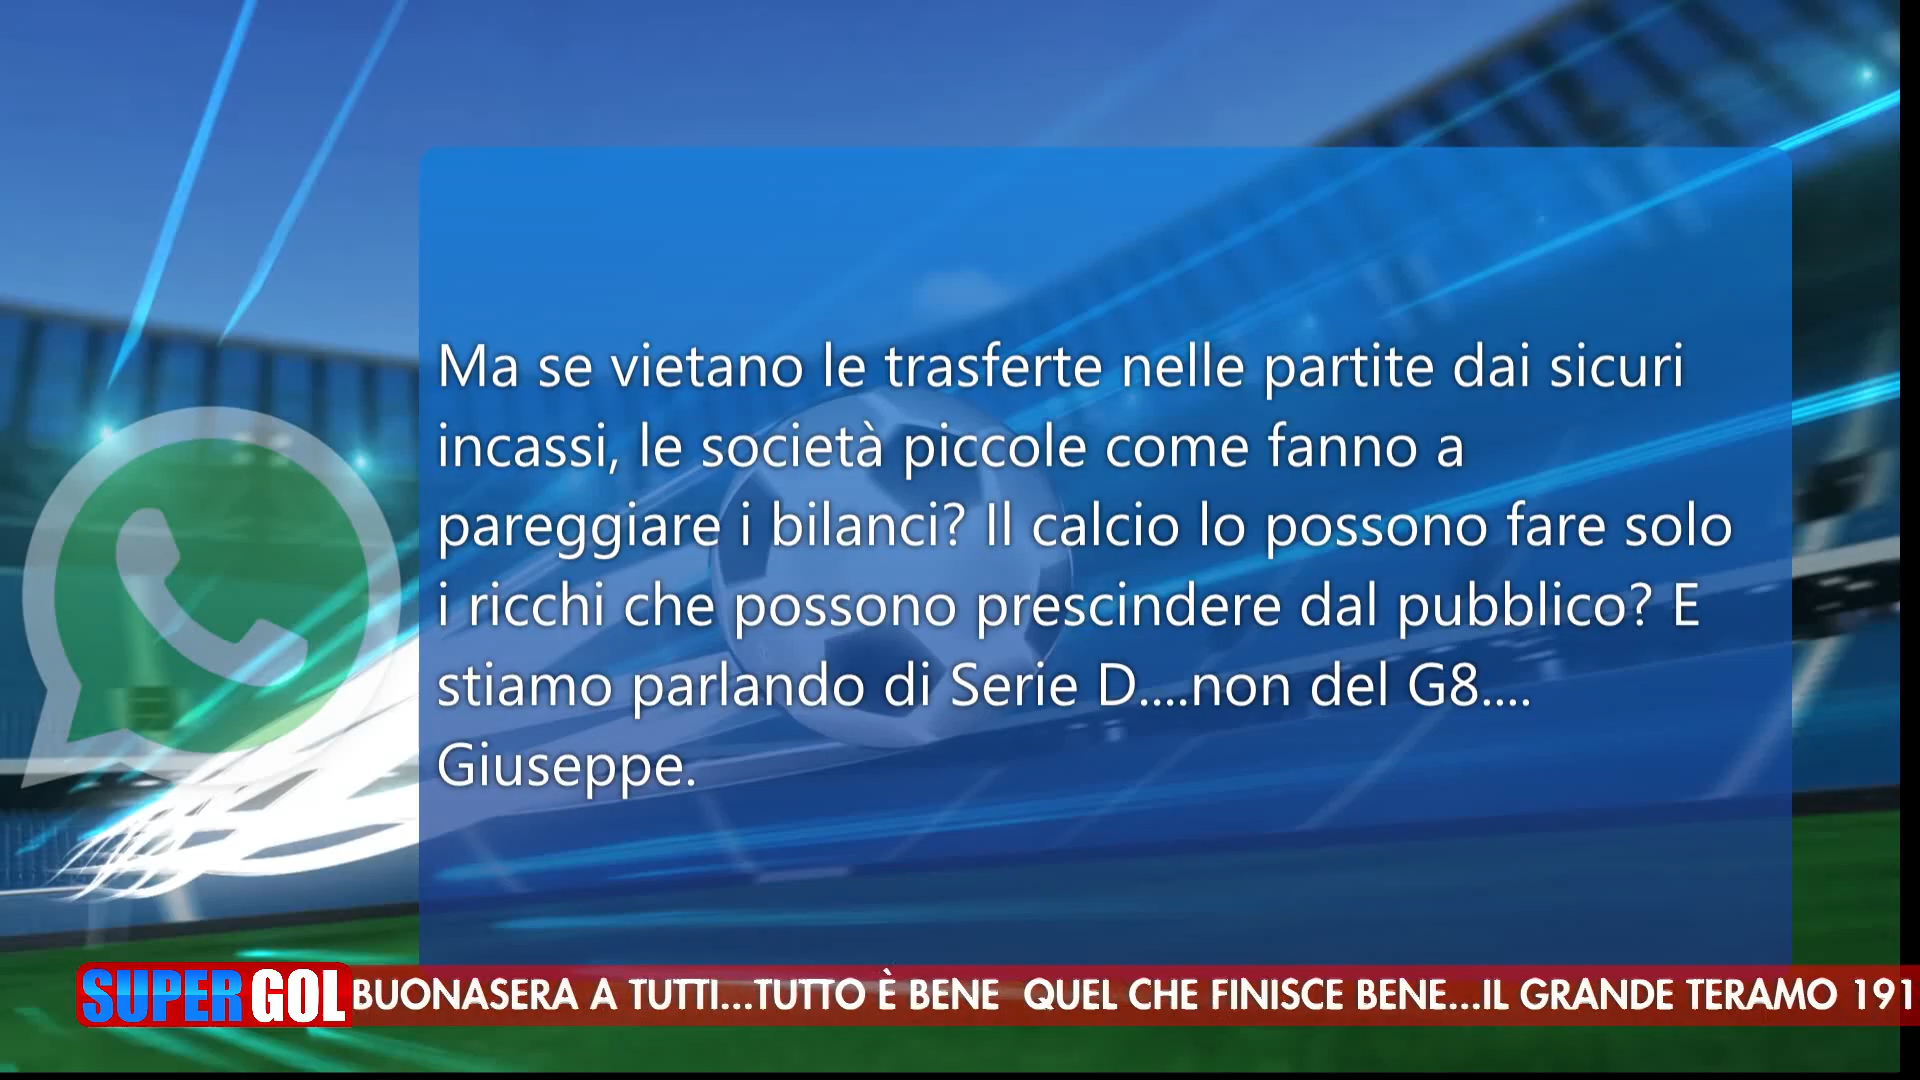 Ma se vietano le trasferte nelle partite dai sicuri
incassi, le società piccole come fanno a
pareggiare i bilanci? Il calcio lo possono fare solo
i ricchi che possono prescindere dal pubblico? E
stiamo parlando di Serie D....non del G8....
Giuseppe.
SUPER GOL BUONASERA A TUTTI...TUTTO È BENE QUEL CHE FINISCE BENE...IL GRANDE TERAMO 191